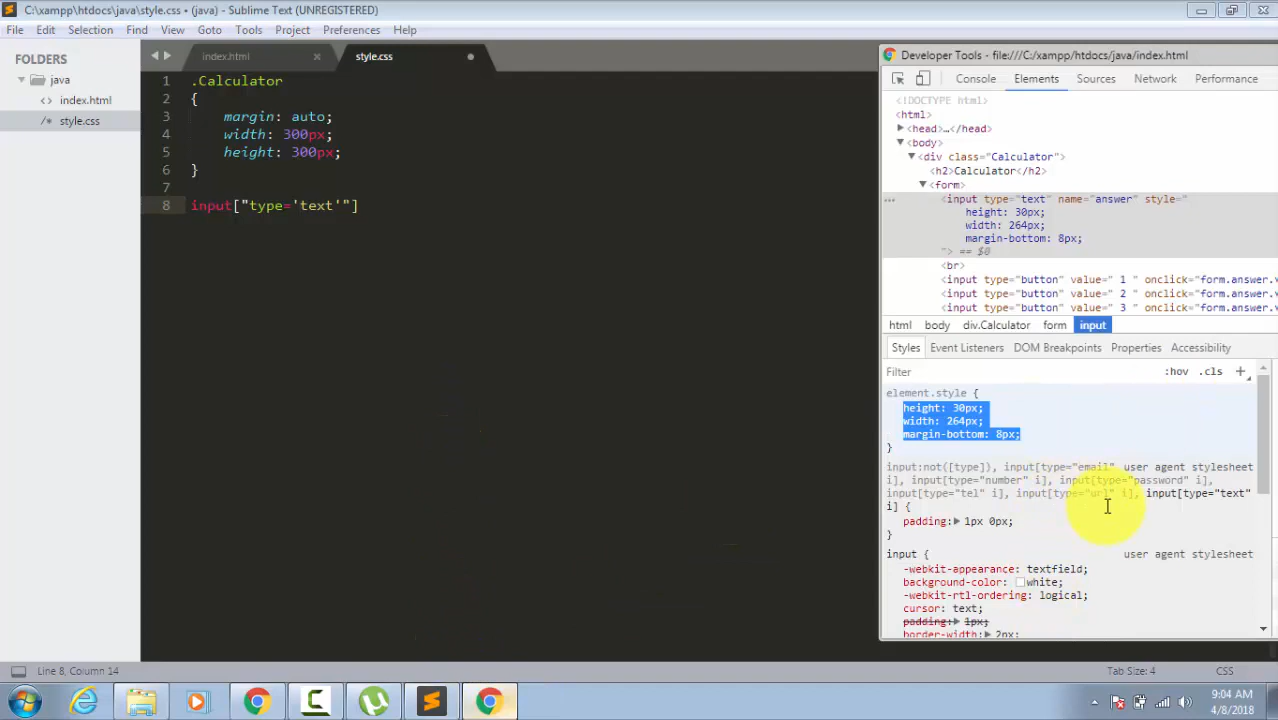 C:\xampp\htdocs\java\style.css • (java) - Sublime Text (UNREGISTERED)
File Edit Selection Find View Goto Tools Project Preferences Help
FOLDERS
java
<> index.html
/* style.css
index.html × style.css
1 .Calculator
2 {
3 margin: auto;
4 width: 300px;
5 height: 300px;
6 }
7
8 input["type='text'"]
Developer Tools - file:///C:/xampp/htdocs/java/index.html
Console Elements Sources Network Performance
<!DOCTYPE html>
<html>
<head>…</head>
<body>
<div class="Calculator">
<h2>Calculator</h2>
<form>
<input type="text" name="answer" style="
height: 30px;
width: 264px;
margin-bottom: 8px;
"> == $0
<br>
<input type="button" value=" 1 " onclick="form.answer.v
<input type="button" value=" 2 " onclick="form.answer.v
<input type="button" value=" 3 " onclick="form.answer.v
html body div.Calculator form input
Styles Event Listeners DOM Breakpoints Properties Accessibility
Filter :hov .cls +
element.style {
height: 30px;
width: 264px;
margin-bottom: 8px;
}
input:not([type]), input[type="email" user agent stylesheet
i], input[type="number" i], input[type="password" i],
input[type="tel" i], input[type="url" i], input[type="text"
i] {
padding: 1px 0px;
}
input { user agent stylesheet
-webkit-appearance: textfield;
background-color: white;
-webkit-rtl-ordering: logical;
cursor: text;
padding: 1px;
border-width: 2px;
Line 8, Column 14 Tab Size: 4 CSS
9:04 AM
4/8/2018